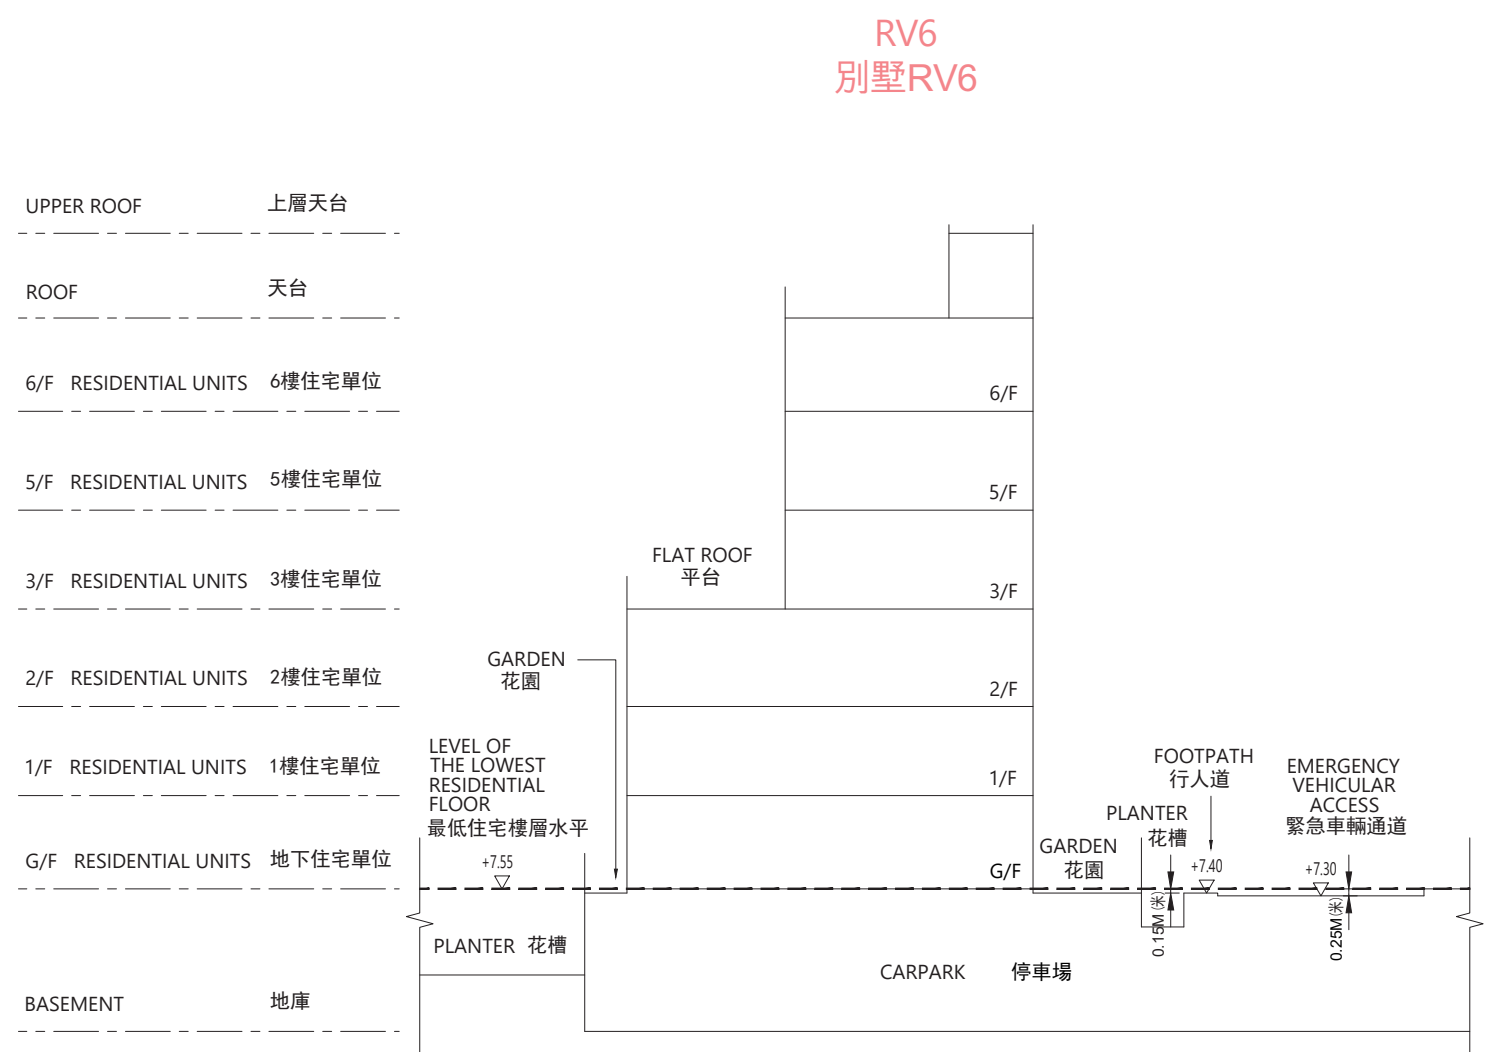 RV6
別墅RV6
UPPER ROOF 上層天台
ROOF 天台
6/F RESIDENTIAL UNITS 6樓住宅單位
6/F
5/F RESIDENTIAL UNITS 5樓住宅單位
5/F
FLAT ROOF
平台
3/F RESIDENTIAL UNITS 3樓住宅單位
3/F
GARDEN
花園
2/F RESIDENTIAL UNITS 2樓住宅單位
2/F
LEVEL OF
THE LOWEST
RESIDENTIAL
FLOOR
最低住宅樓層水平
1/F RESIDENTIAL UNITS 1樓住宅單位
1/F
FOOTPATH
行人道
EMERGENCY
VEHICULAR
ACCESS
緊急車輛通道
PLANTER
花槽
GARDEN
花園
G/F RESIDENTIAL UNITS 地下住宅單位
+7.55
G/F
+7.40
+7.30
0.15M(米)
0.25M(米)
PLANTER 花槽
CARPARK 停車場
BASEMENT 地庫